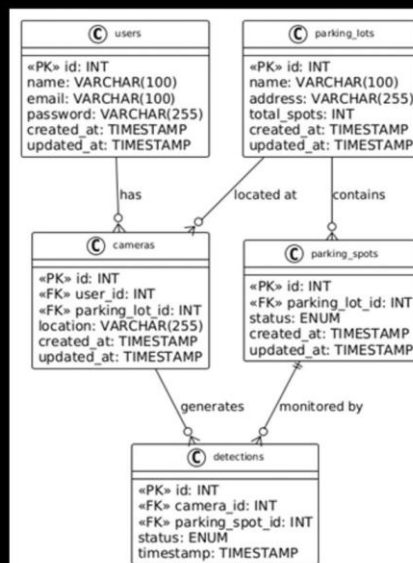 C users
«PK» id: INT
name: VARCHAR(100)
email: VARCHAR(100)
password: VARCHAR(255)
created_at: TIMESTAMP
updated_at: TIMESTAMP
C parking_lots
«PK» id: INT
name: VARCHAR(100)
address: VARCHAR(255)
total_spots: INT
created_at: TIMESTAMP
updated_at: TIMESTAMP
has
located at
contains
C cameras
«PK» id: INT
«FK» user_id: INT
«FK» parking_lot_id: INT
location: VARCHAR(255)
created_at: TIMESTAMP
updated_at: TIMESTAMP
C parking_spots
«PK» id: INT
«FK» parking_lot_id: INT
status: ENUM
created_at: TIMESTAMP
updated_at: TIMESTAMP
generates
monitored by
C detections
«PK» id: INT
«FK» camera_id: INT
«FK» parking_spot_id: INT
status: ENUM
timestamp: TIMESTAMP